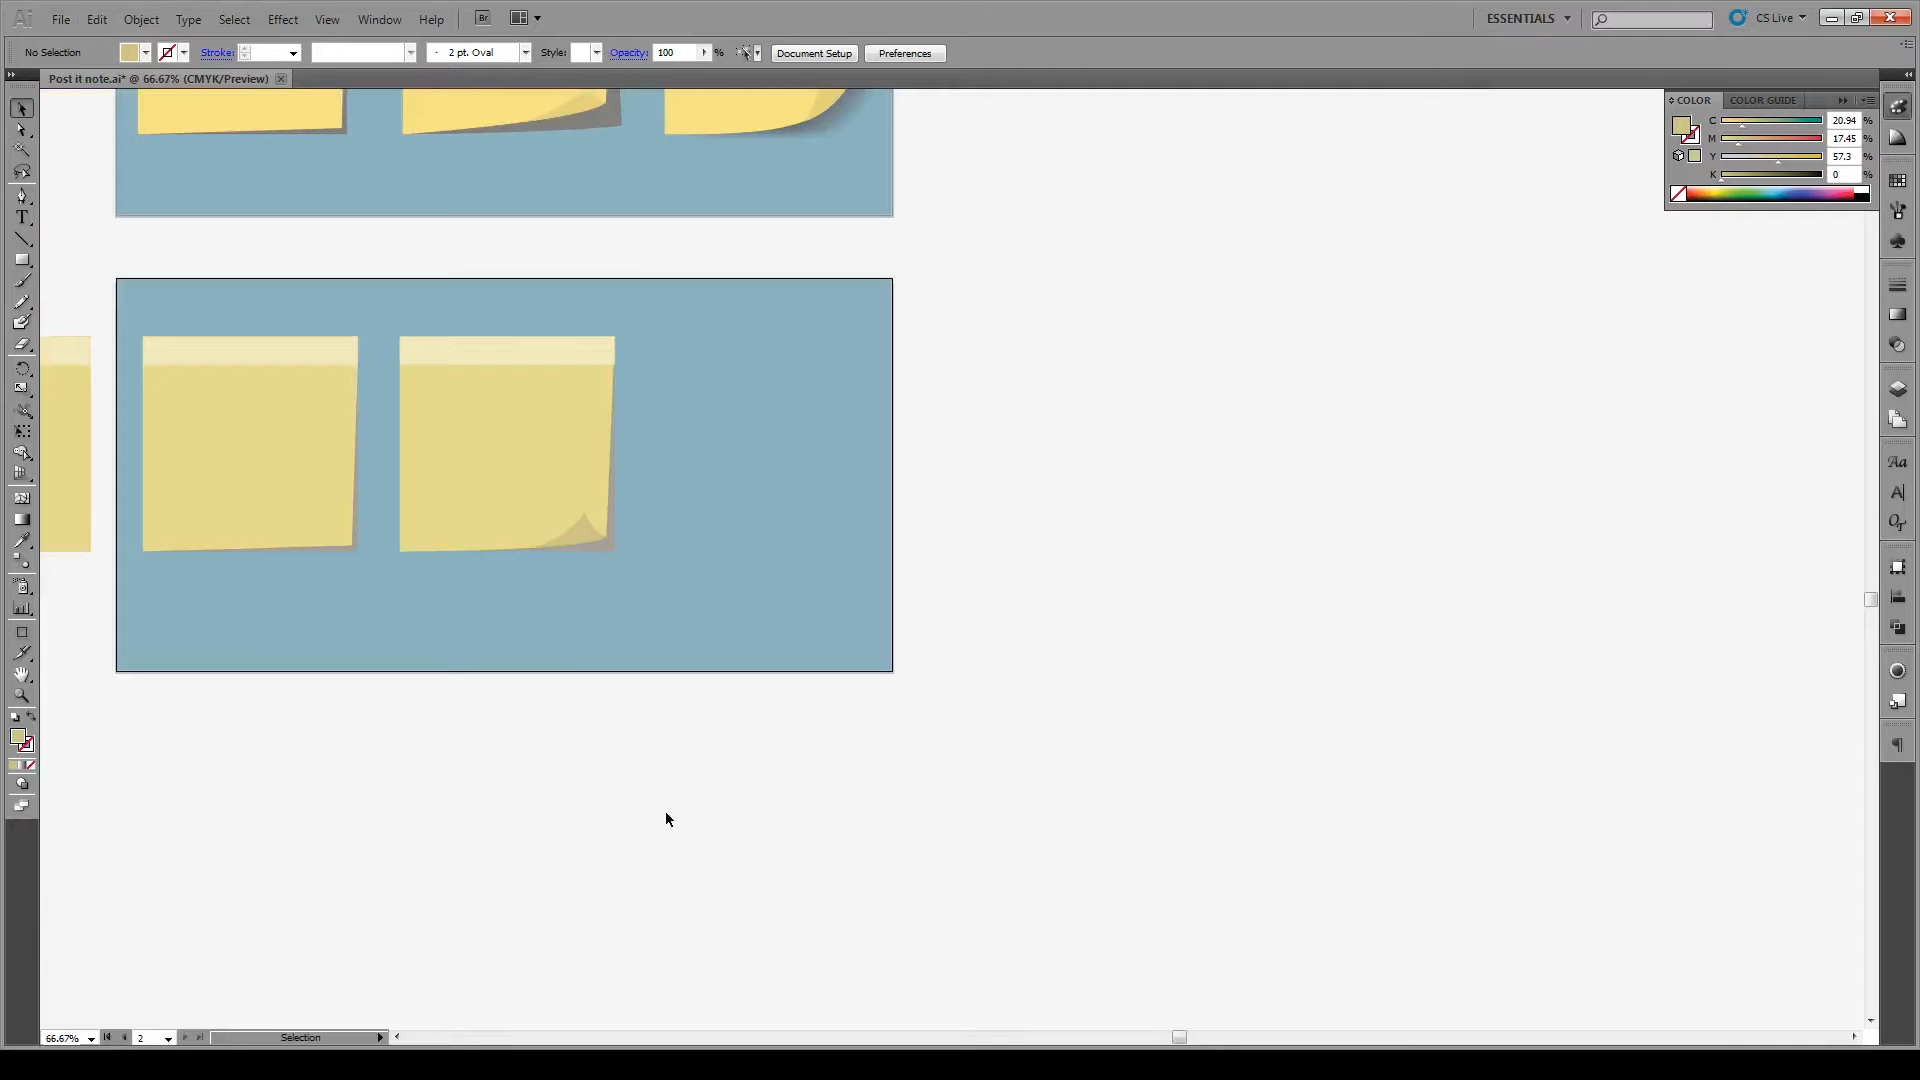 Ai File Edit Object Type Select Effect View Window Help Br ESSENTIALS CS Live
No Selection Stroke: 2 pt. Oval Style: Opacity: 100 % Document Setup Preferences
Post it note.ai* @ 66.67% (CMYK/Preview)
COLOR COLOR GUIDE
C 20.94 %
M 17.45 %
Y 57.3 %
K 0 %
T
Aa
A
O T
66.67% 2 Selection